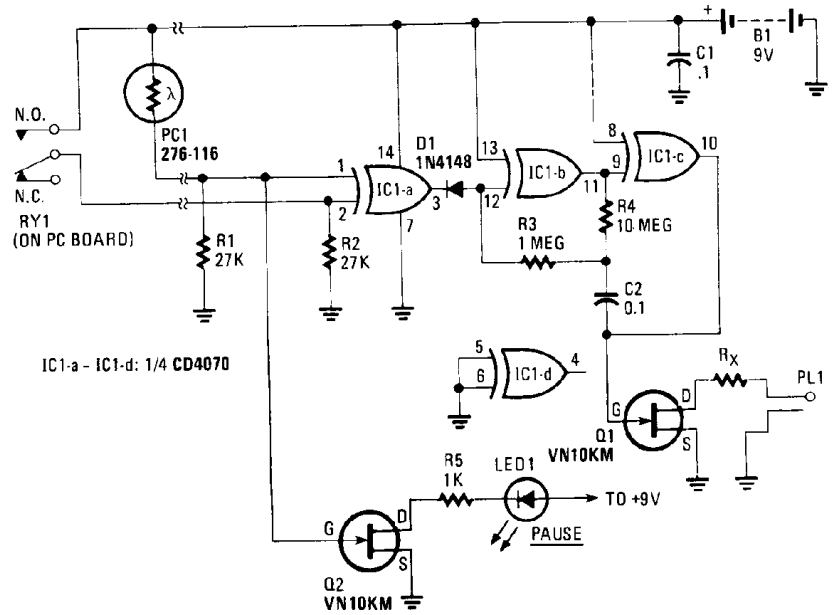 +
B1
9V
C1
.1
λ
PC1
276-116
N.O.
N.C.
RY1
(ON PC BOARD)
D1
1N4148
14
1
2
IC1-a
3
7
13
12
IC1-b
11
8
9
IC1-c
10
R1
27K
R2
27K
R3
1 MEG
R4
10 MEG
C2
0.1
IC1-a – IC1-d: 1/4 CD4070
5
6
IC1-d
4
RX
PL1
G
D
S
Q1
VN10KM
R5
1K
LED1
TO +9V
PAUSE
G
D
S
Q2
VN10KM